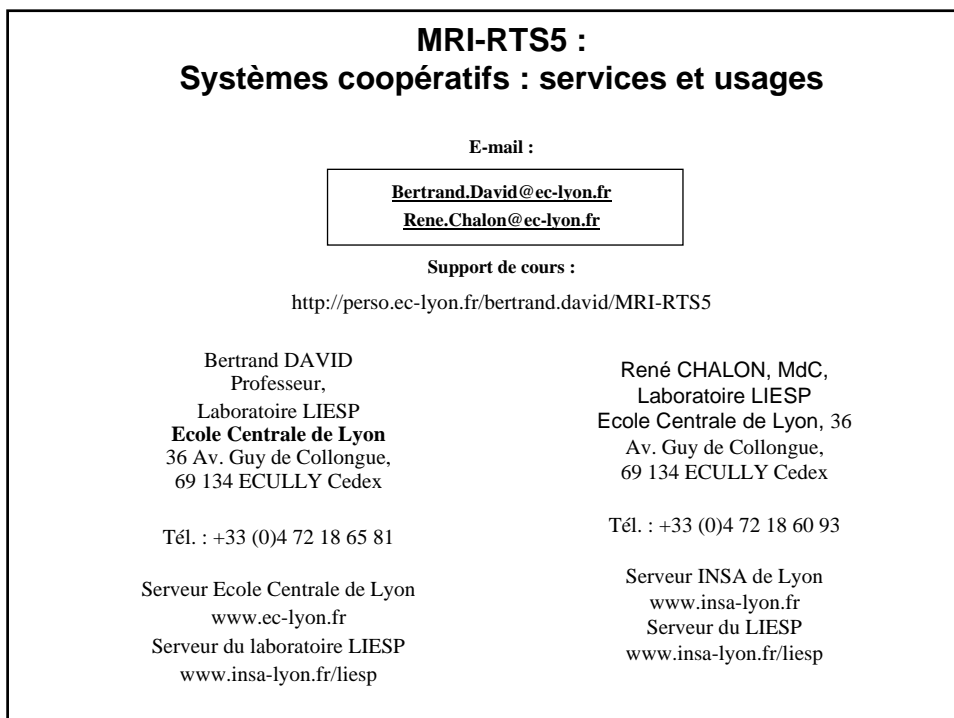 MRI-RTS5 :
Systèmes coopératifs : services et usages
E-mail :
Bertrand.David@ec-lyon.fr
Rene.Chalon@ec-lyon.fr
Support de cours :
http://perso.ec-lyon.fr/bertrand.david/MRI-RTS5
Bertrand DAVID
Professeur,
Laboratoire LIESP
Ecole Centrale de Lyon
36 Av. Guy de Collongue,
69 134 ECULLY Cedex
Tél. : +33 (0)4 72 18 65 81
Serveur Ecole Centrale de Lyon
www.ec-lyon.fr
Serveur du laboratoire LIESP
www.insa-lyon.fr/liesp
René CHALON, MdC,
Laboratoire LIESP
Ecole Centrale de Lyon, 36
Av. Guy de Collongue,
69 134 ECULLY Cedex
Tél. : +33 (0)4 72 18 60 93
Serveur INSA de Lyon
www.insa-lyon.fr
Serveur du LIESP
www.insa-lyon.fr/liesp